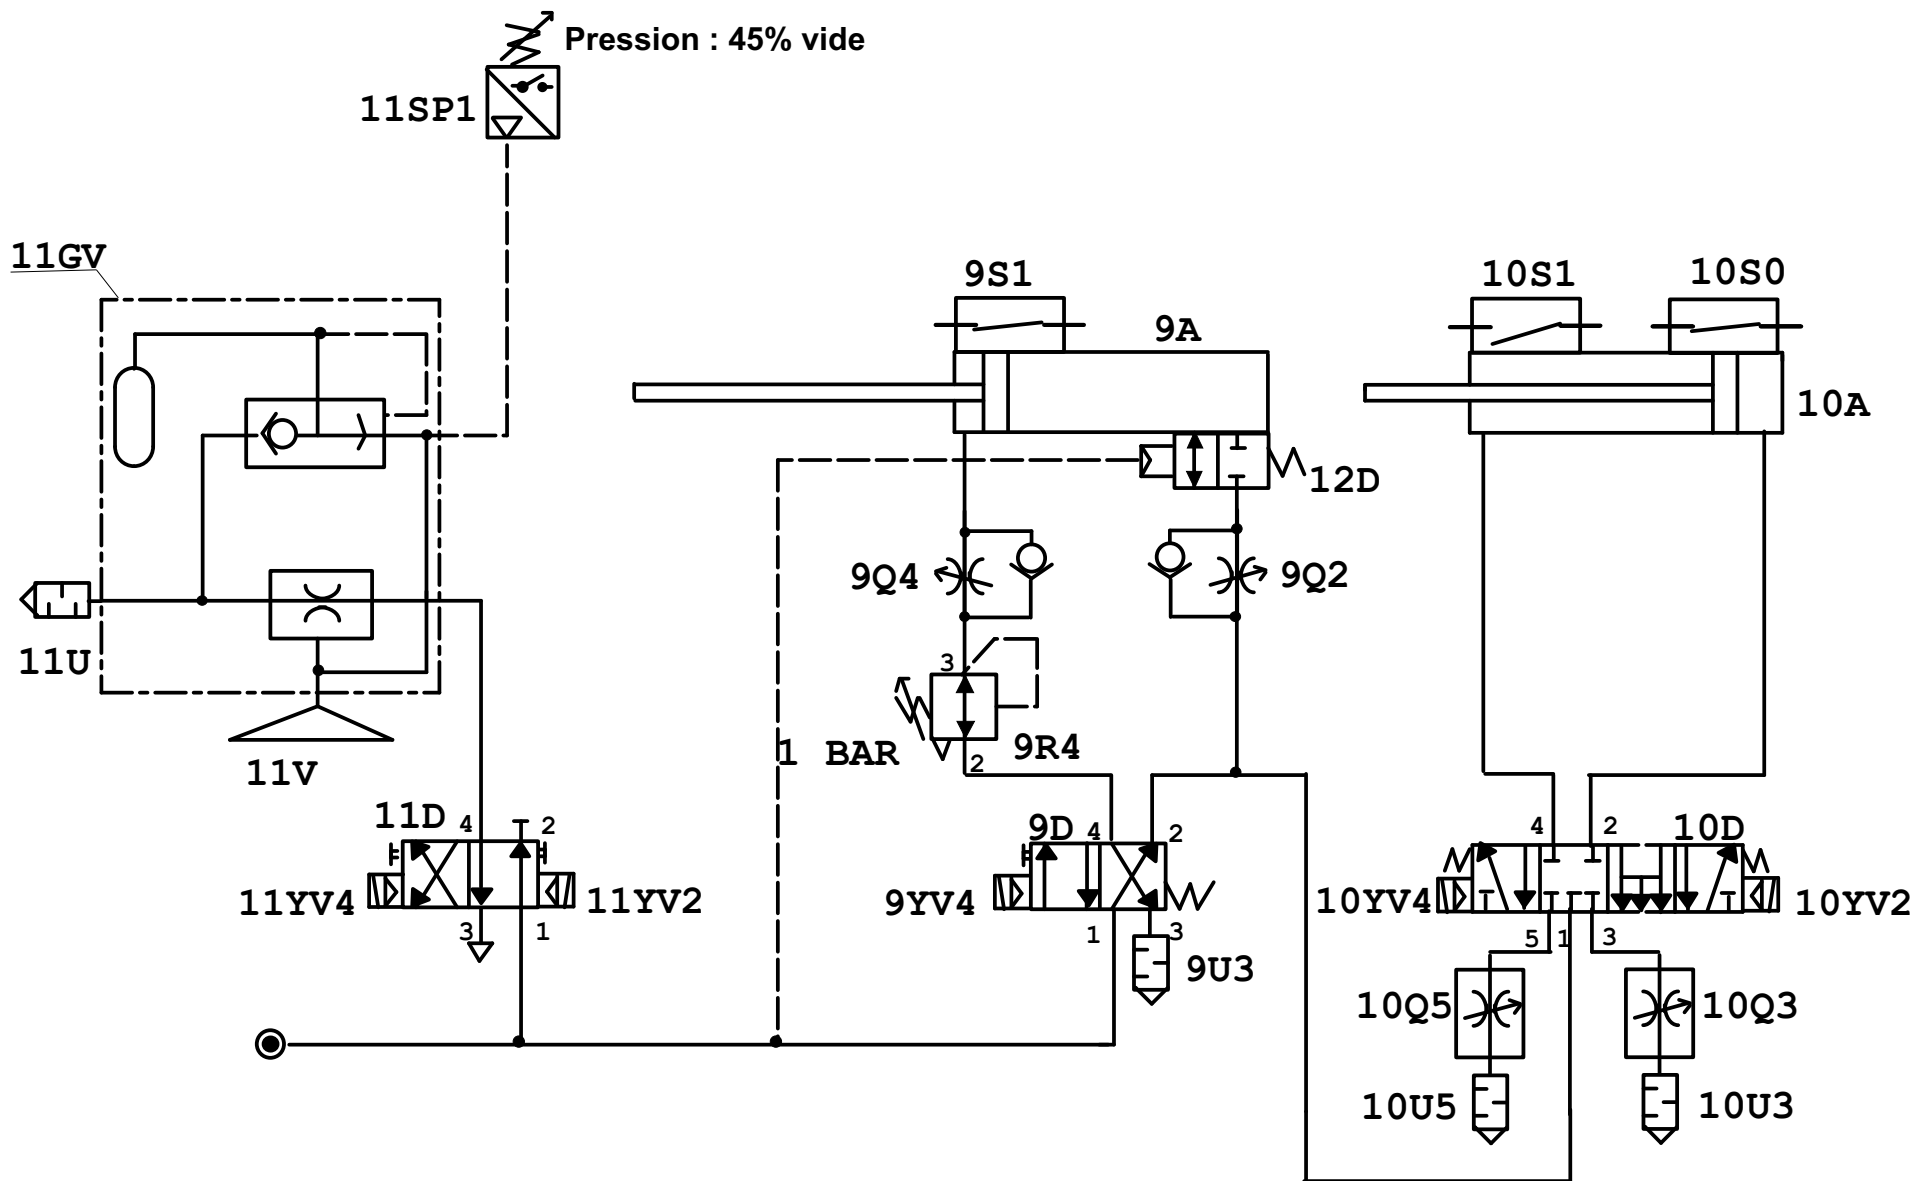 Pression : 45% vide
11SP1
11GV
9S1
10S1
10S0
9A
10A
12D
9Q4
9Q2
11U
3
1 BAR
9R4
2
11V
11D
4
2
9D
4
2
4
2
10D
11YV4
11YV2
9YV4
10YV4
10YV2
3
1
1
3
5
1
3
9U3
10Q5
10Q3
10U5
10U3